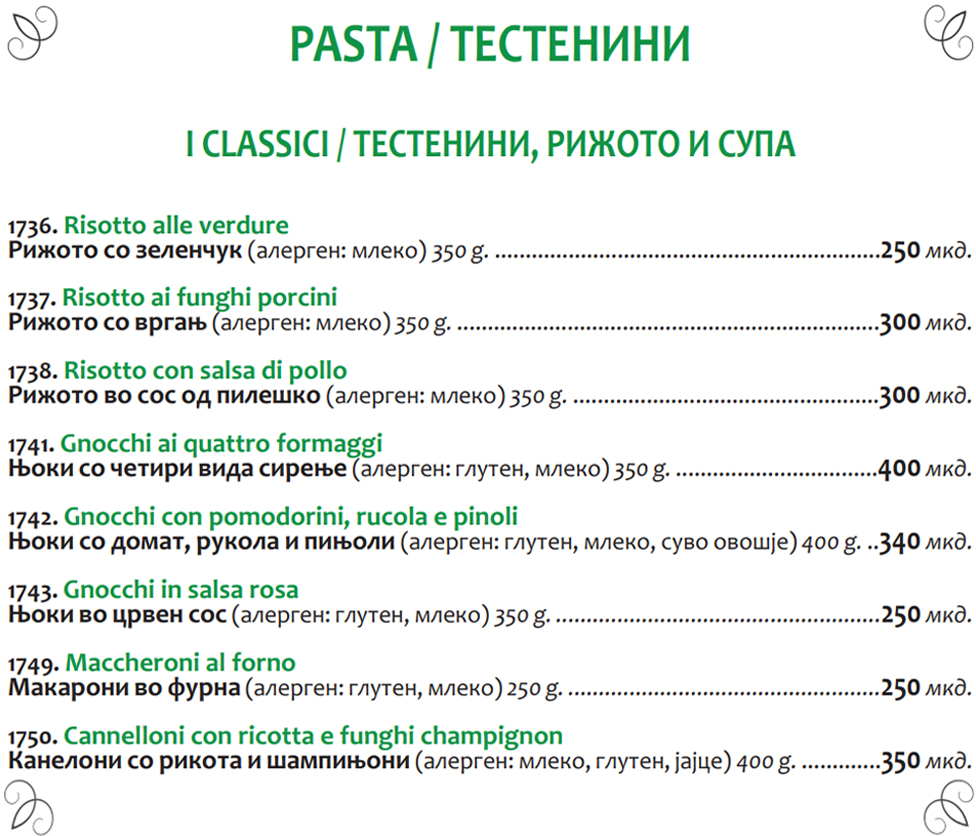 PASTA / ТЕСТЕНИНИ
I CLASSICI / ТЕСТЕНИНИ, РИЖОТО И СУПА
1736. Risotto alle verdure
Рижото со зеленчук (алерген: млеко) 350 g. ..........................................................250 мкд.
1737. Risotto ai funghi porcini
Рижото со вргањ (алерген: млеко) 350 g. ................................................................300 мкд.
1738. Risotto con salsa di pollo
Рижото во сос од пилешко (алерген: млеко) 350 g. ..............................................300 мкд.
1741. Gnocchi ai quattro formaggi
Њоки со четири вида сирење (алерген: глутен, млеко) 350 g. ..............................400 мкд.
1742. Gnocchi con pomodorini, rucola e pinoli
Њоки со домат, рукола и пињоли (алерген: глутен, млеко, суво овошје) 400 g. ..340 мкд.
1743. Gnocchi in salsa rosa
Њоки во црвен сос (алерген: глутен, млеко) 350 g. .................................................250 мкд.
1749. Maccheroni al forno
Макарони во фурна (алерген: глутен, млеко) 250 g. ...............................................250 мкд.
1750. Cannelloni con ricotta e funghi champignon
Канелони со рикота и шампињони (алерген: млеко, глутен, јајце) 400 g. ............350 мкд.